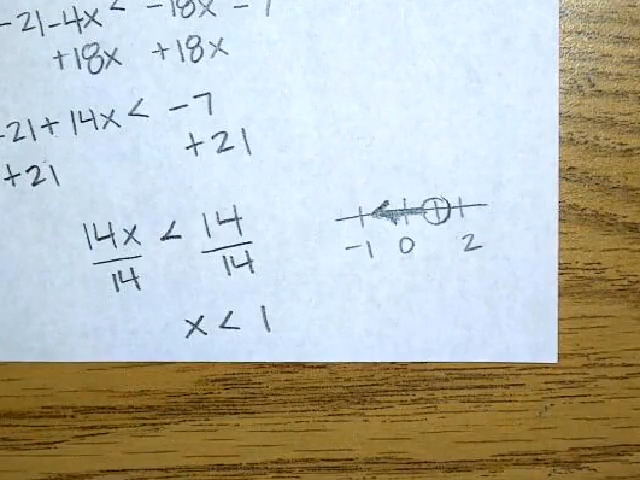 -21-4x < -18x - 7
+18x +18x
-21+14x < -7
+21 +21
14x < 14
14 14
x < 1
-1 0 2